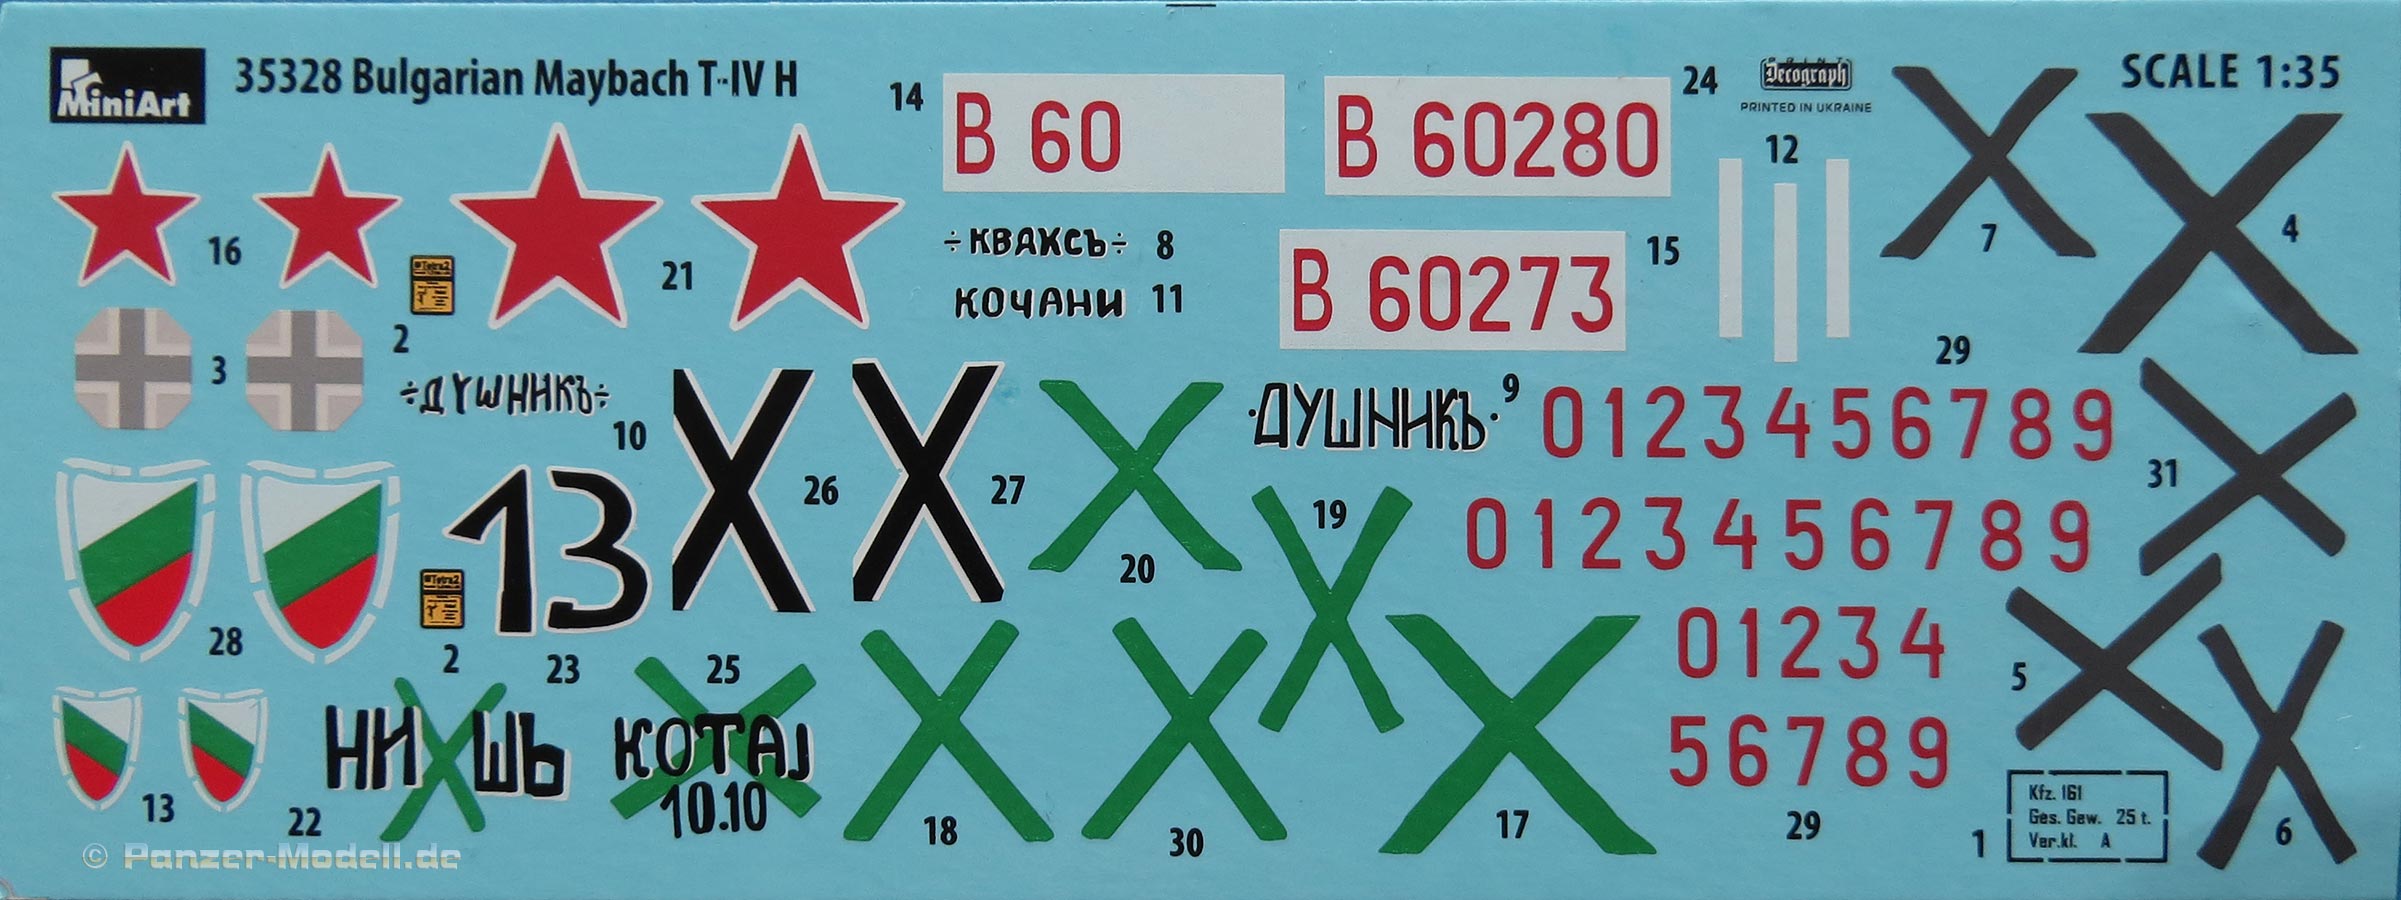 MiniArt
35328 Bulgarian Maybach T-IV H
14
B 60
B 60280
24
Decograph
PRINTED IN UKRAINE
SCALE 1:35
12
16
21
÷КВАКСЪ÷ 8
КОЧАНИ 11
B 60273
15
7
4
2
3
29
÷ДУШНИКЪ÷
10
26
27
·ДУШНИКЪ· 9
0123456789
31
13
19
20
0123456789
28
2
23
25
01234
5
НИ ШЪ
КОТАЈ
10.10
56789
13
22
18
30
17
29
1
Kfz. 161
Ges. Gew. 25 t.
Ver.kl. A
6
© Panzer-Modell.de